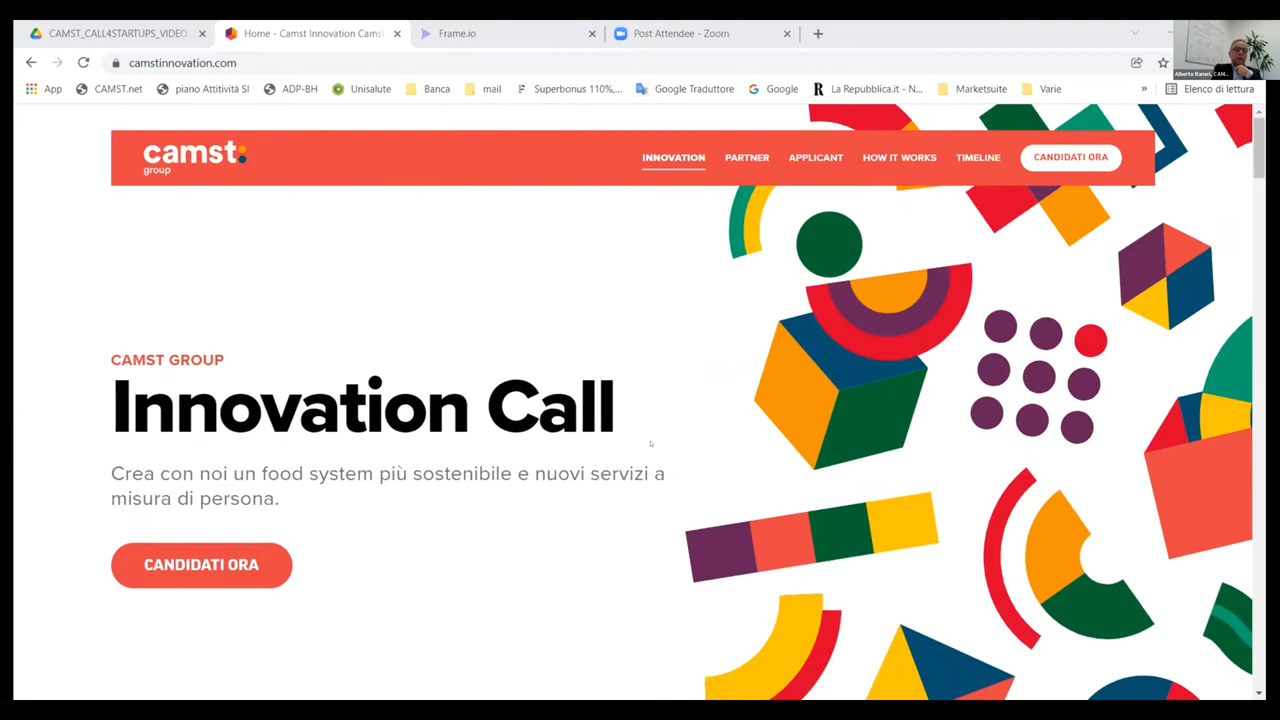 CAMST_CALL4STARTUPS_VIDEO
Home - Camst Innovation Camst
Frame.io
Post Attendee - Zoom
camstinnovation.com
App
CAMST.net
piano Attività SI
ADP-BH
Unisalute
Banca
mail
Superbonus 110%,...
Google Traduttore
Google
La Repubblica.it - N...
Marketsuite
Varie
»
Elenco di lettura
Alberto Raneri, CAM...
camst:
group
INNOVATION
PARTNER
APPLICANT
HOW IT WORKS
TIMELINE
CANDIDATI ORA
CAMST GROUP
Innovation Call
Crea con noi un food system più sostenibile e nuovi servizi a
misura di persona.
CANDIDATI ORA